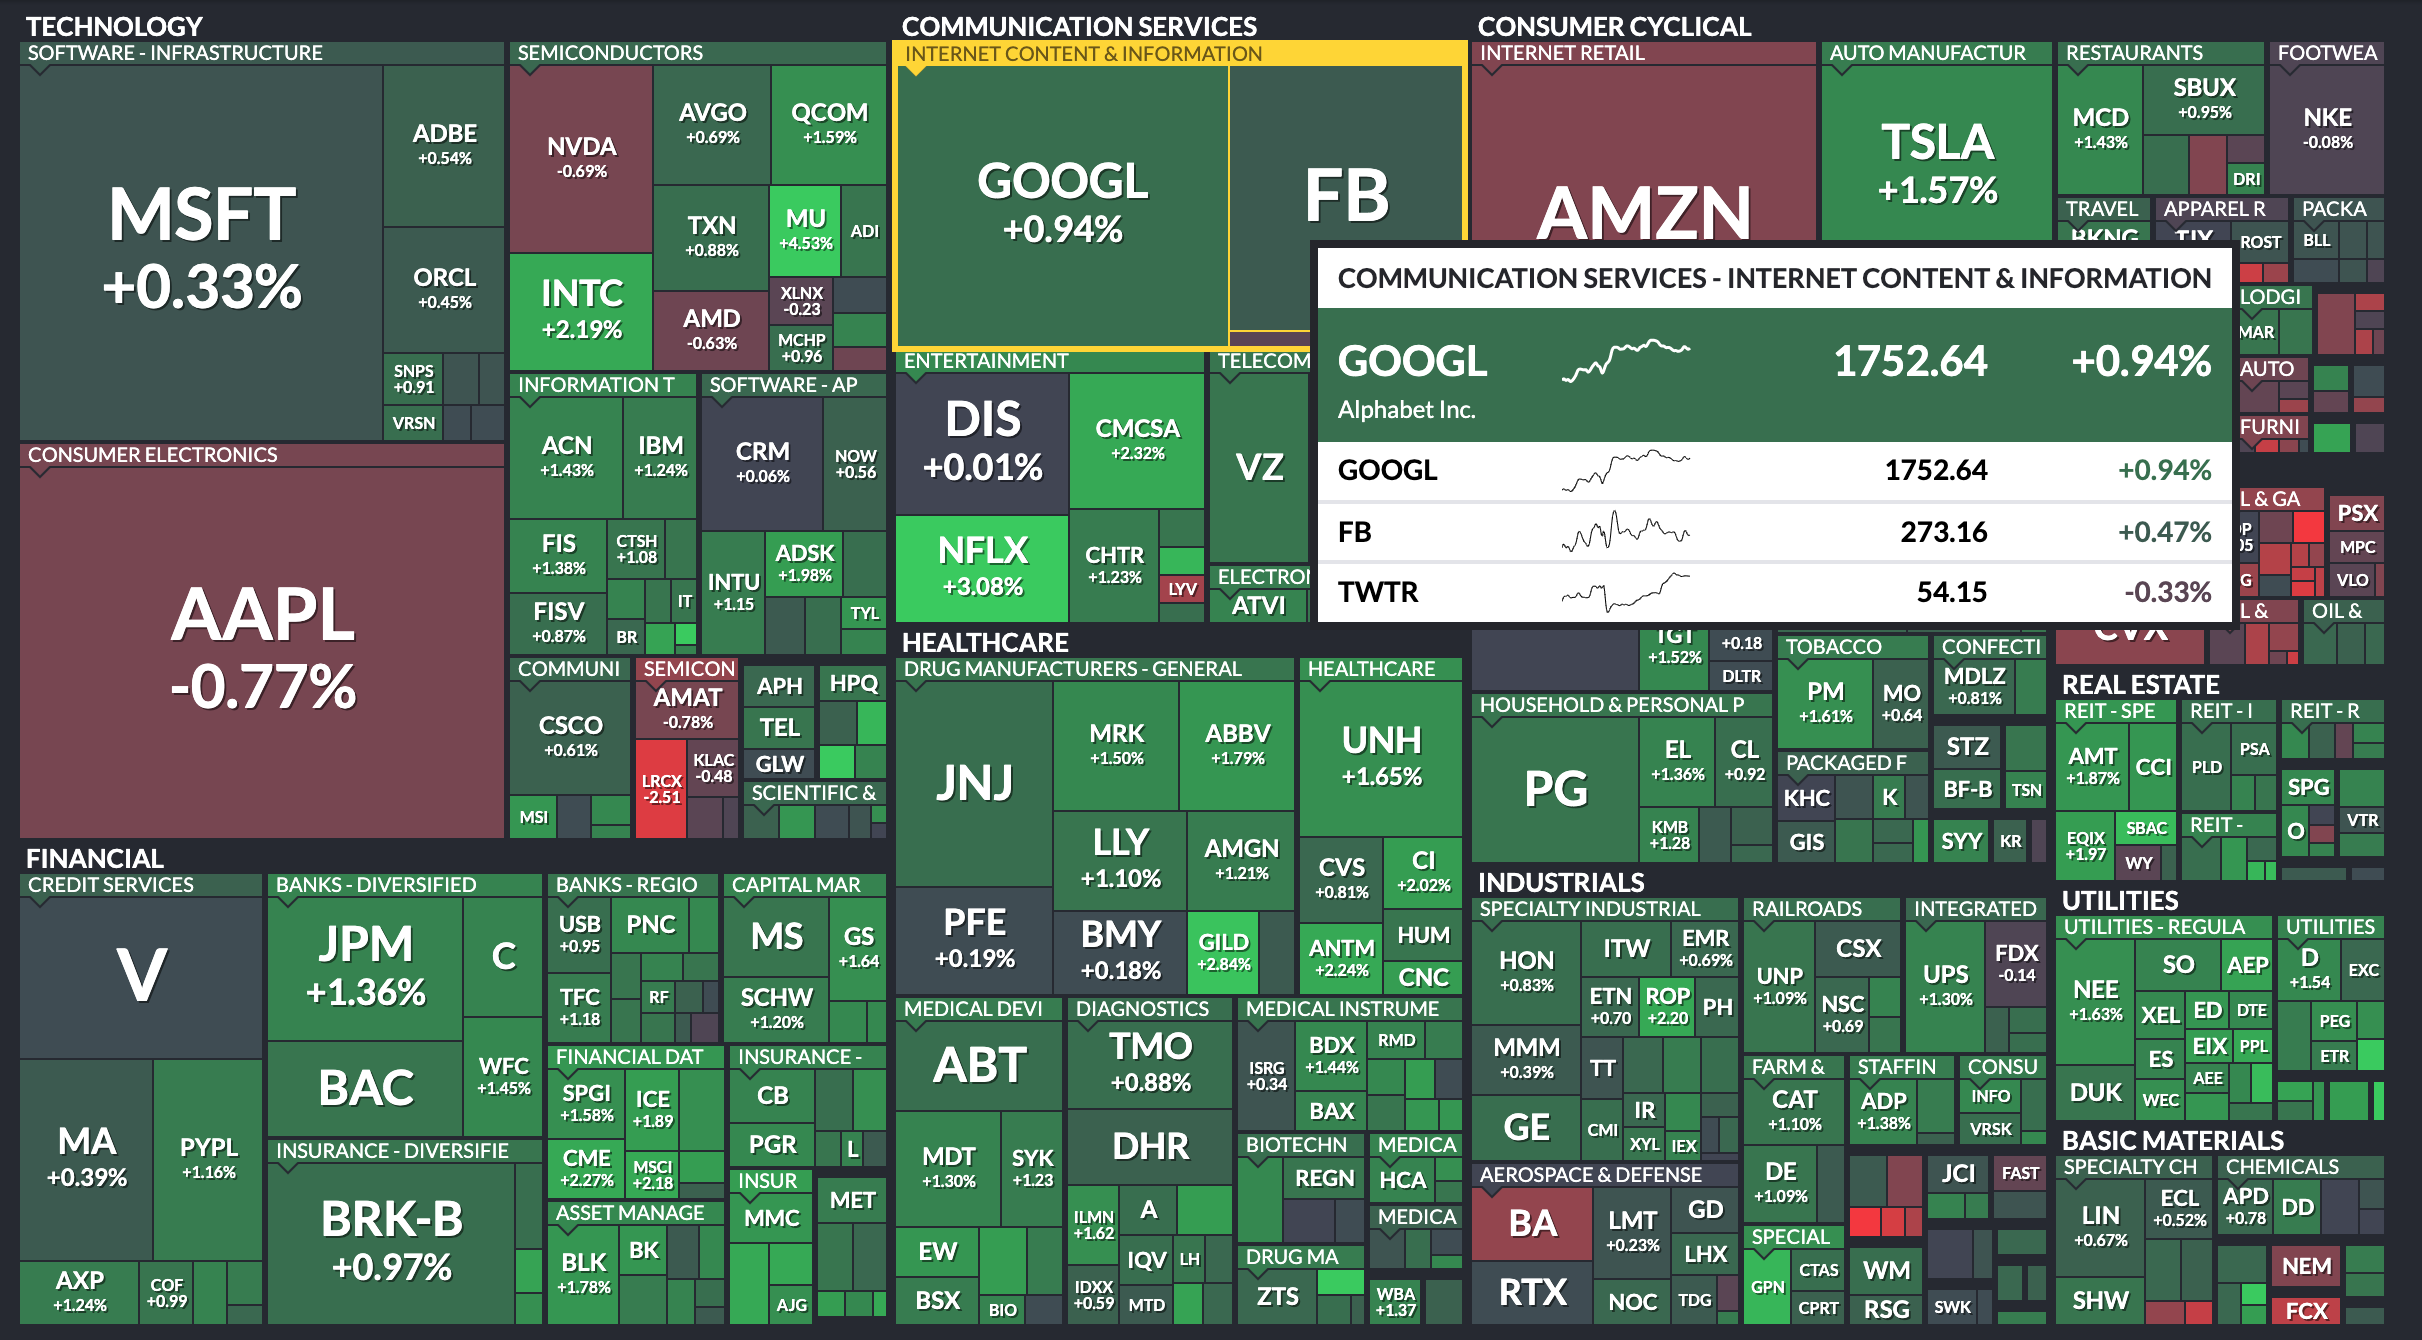 TECHNOLOGY
SOFTWARE - INFRASTRUCTURE
MSFT
+0.33%
ADBE
+0.54%
ORCL
+0.45%
SNPS
+0.91
VRSN
SEMICONDUCTORS
NVDA
-0.69%
AVGO
+0.69%
QCOM
+1.59%
TXN
+0.88%
MU
+4.53%
ADI
INTC
+2.19%
AMD
-0.63%
XLNX
-0.23
MCHP
+0.96
CONSUMER ELECTRONICS
AAPL
-0.77%
INFORMATION T
ACN
+1.43%
IBM
+1.24%
FIS
+1.38%
CTSH
+1.08
FISV
+0.87%
IT
BR
SOFTWARE - AP
CRM
+0.06%
NOW
+0.56
INTU
+1.15
ADSK
+1.98%
TYL
COMMUNI
CSCO
+0.61%
MSI
SEMICON
AMAT
-0.78%
LRCX
-2.51
KLAC
-0.48
APH
TEL
GLW
HPQ
SCIENTIFIC &
COMMUNICATION SERVICES
INTERNET CONTENT & INFORMATION
GOOGL
+0.94%
FB
ENTERTAINMENT
DIS
+0.01%
CMCSA
+2.32%
NFLX
+3.08%
CHTR
+1.23%
LYV
TELECOM
VZ
ELECTRON
ATVI
CONSUMER CYCLICAL
INTERNET RETAIL
AMZN
AUTO MANUFACTUR
TSLA
+1.57%
RESTAURANTS
MCD
+1.43%
SBUX
+0.95%
DRI
FOOTWEA
NKE
-0.08%
TRAVEL
BKNG
APPAREL R
TJX
ROST
PACKA
BLL
LODGI
MAR
AUTO
FURNI
COMMUNICATION SERVICES - INTERNET CONTENT & INFORMATION
GOOGL 1752.64 +0.94%
Alphabet Inc.
GOOGL 1752.64 +0.94%
FB 273.16 +0.47%
TWTR 54.15 -0.33%
L & GA
PSX
MPC
VLO
L &
OIL &
CVX
TGT
+1.52%
+0.18
DLTR
HOUSEHOLD & PERSONAL P
PG
EL
+1.36%
CL
+0.92
KMB
+1.28
TOBACCO
PM
+1.61%
MO
+0.64
PACKAGED F
KHC
K
GIS
CONFECTI
MDLZ
+0.81%
STZ
BF-B
TSN
SYY
KR
HEALTHCARE
DRUG MANUFACTURERS - GENERAL
JNJ
MRK
+1.50%
ABBV
+1.79%
LLY
+1.10%
AMGN
+1.21%
PFE
+0.19%
BMY
+0.18%
GILD
+2.84%
HEALTHCARE
UNH
+1.65%
CVS
+0.81%
CI
+2.02%
ANTM
+2.24%
HUM
CNC
MEDICAL DEVI
ABT
MDT
+1.30%
SYK
+1.23
EW
BSX
BIO
DIAGNOSTICS
TMO
+0.88%
DHR
ILMN
+1.62
A
IQV
LH
IDXX
+0.59
MTD
MEDICAL INSTRUME
ISRG
+0.34
BDX
+1.44%
RMD
BAX
BIOTECHN
REGN
MEDICA
HCA
MEDICA
DRUG MA
ZTS
WBA
+1.37
FINANCIAL
CREDIT SERVICES
V
MA
+0.39%
PYPL
+1.16%
AXP
+1.24%
COF
+0.99
BANKS - DIVERSIFIED
JPM
+1.36%
C
BAC
WFC
+1.45%
INSURANCE - DIVERSIFIE
BRK-B
+0.97%
BANKS - REGIO
USB
+0.95
PNC
TFC
+1.18
RF
CAPITAL MAR
MS
GS
+1.64
SCHW
+1.20%
FINANCIAL DAT
SPGI
+1.58%
ICE
+1.89
CME
+2.27%
MSCI
+2.18
INSURANCE -
CB
PGR
L
INSUR
MMC
AJG
MET
ASSET MANAGE
BLK
+1.78%
BK
INDUSTRIALS
SPECIALTY INDUSTRIAL
HON
+0.83%
ITW
EMR
+0.69%
ETN
+0.70
ROP
+2.20
PH
MMM
+0.39%
TT
GE
CMI
IR
XYL
IEX
RAILROADS
UNP
+1.09%
CSX
NSC
+0.69
INTEGRATED
UPS
+1.30%
FDX
-0.14
AEROSPACE & DEFENSE
BA
LMT
+0.23%
GD
LHX
RTX
NOC
TDG
FARM &
CAT
+1.10%
DE
+1.09%
STAFFIN
ADP
+1.38%
CONSU
INFO
VRSK
SPECIAL
GPN
CTAS
CPRT
JCI
FAST
WM
RSG
SWK
REAL ESTATE
REIT - SPE
AMT
+1.87%
CCI
EQIX
+1.97
SBAC
WY
REIT - I
PLD
PSA
REIT -
REIT - R
SPG
O
VTR
UTILITIES
UTILITIES - REGULA
NEE
+1.63%
SO
AEP
XEL
ED
DTE
ES
EIX
PPL
DUK
AEE
WEC
UTILITIES
D
+1.54
EXC
PEG
ETR
BASIC MATERIALS
SPECIALTY CH
LIN
+0.67%
ECL
+0.52%
SHW
CHEMICALS
APD
+0.78
DD
NEM
FCX